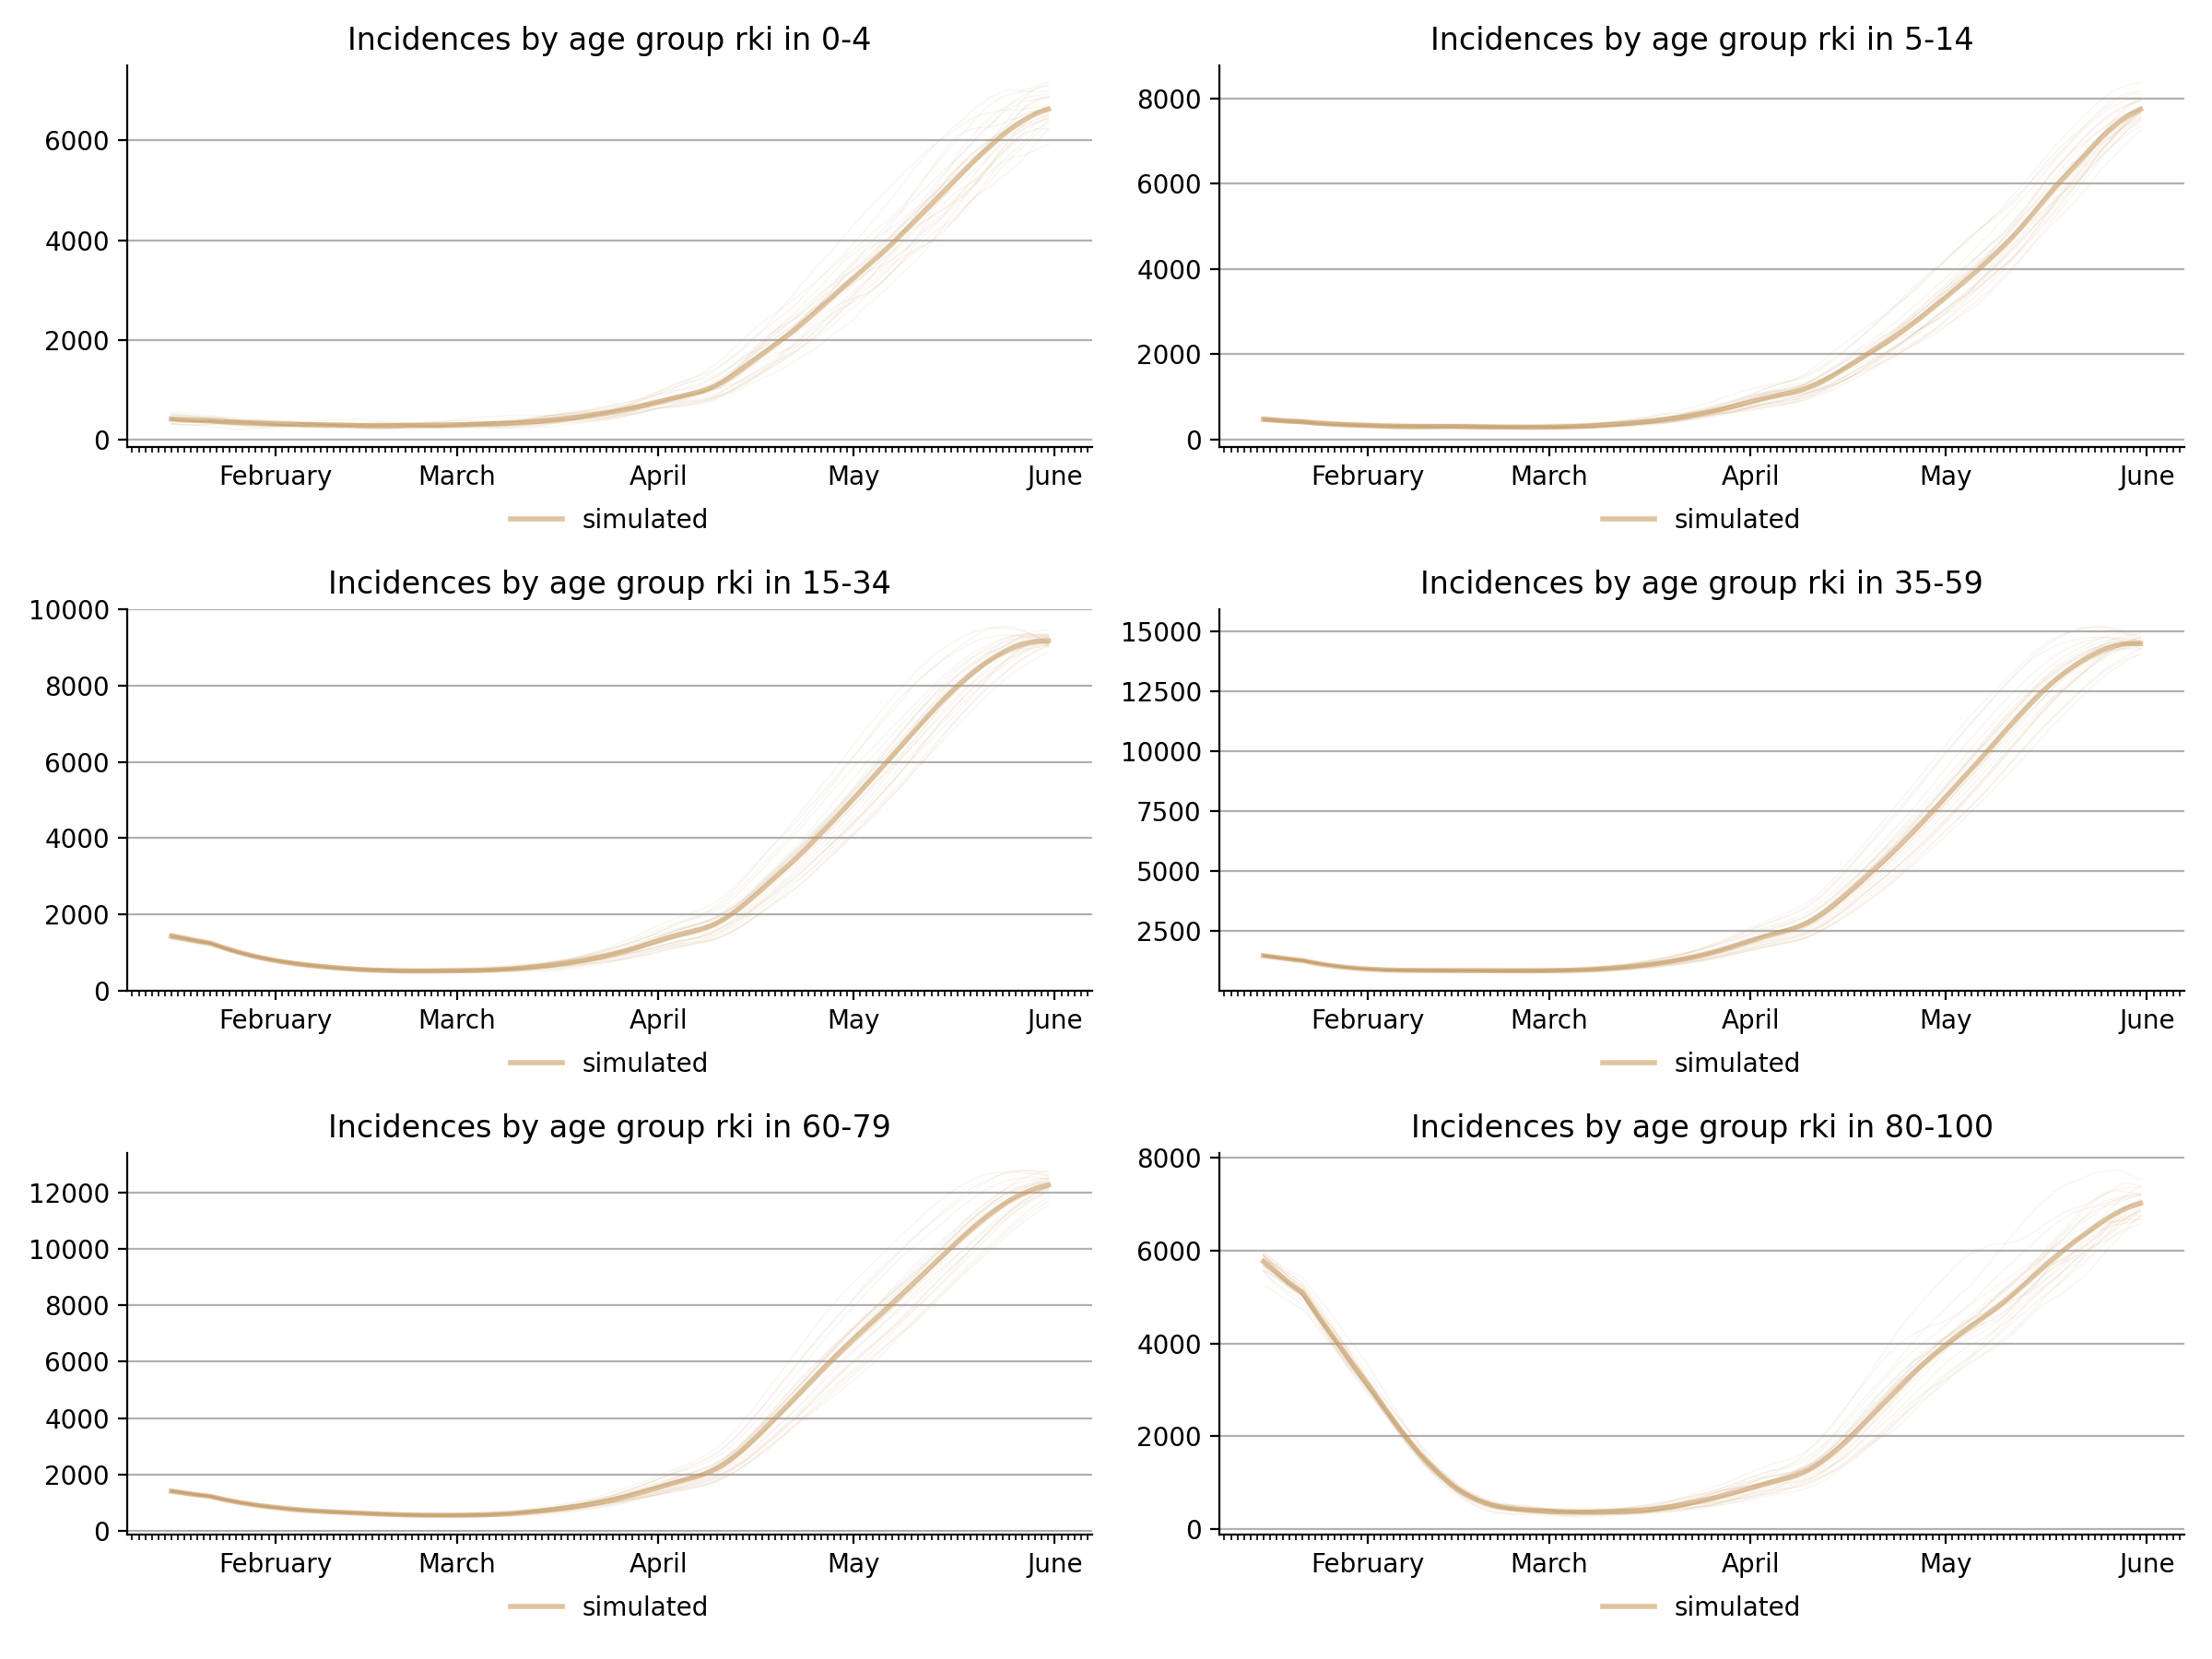 Incidences by age group rki in 0-4
6000
4000
2000
0
February March April May June
simulated
Incidences by age group rki in 5-14
8000
6000
4000
2000
0
February March April May June
simulated
Incidences by age group rki in 15-34
10000
8000
6000
4000
2000
0
February March April May June
simulated
Incidences by age group rki in 35-59
15000
12500
10000
7500
5000
2500
February March April May June
simulated
Incidences by age group rki in 60-79
12000
10000
8000
6000
4000
2000
0
February March April May June
simulated
Incidences by age group rki in 80-100
8000
6000
4000
2000
0
February March April May June
simulated